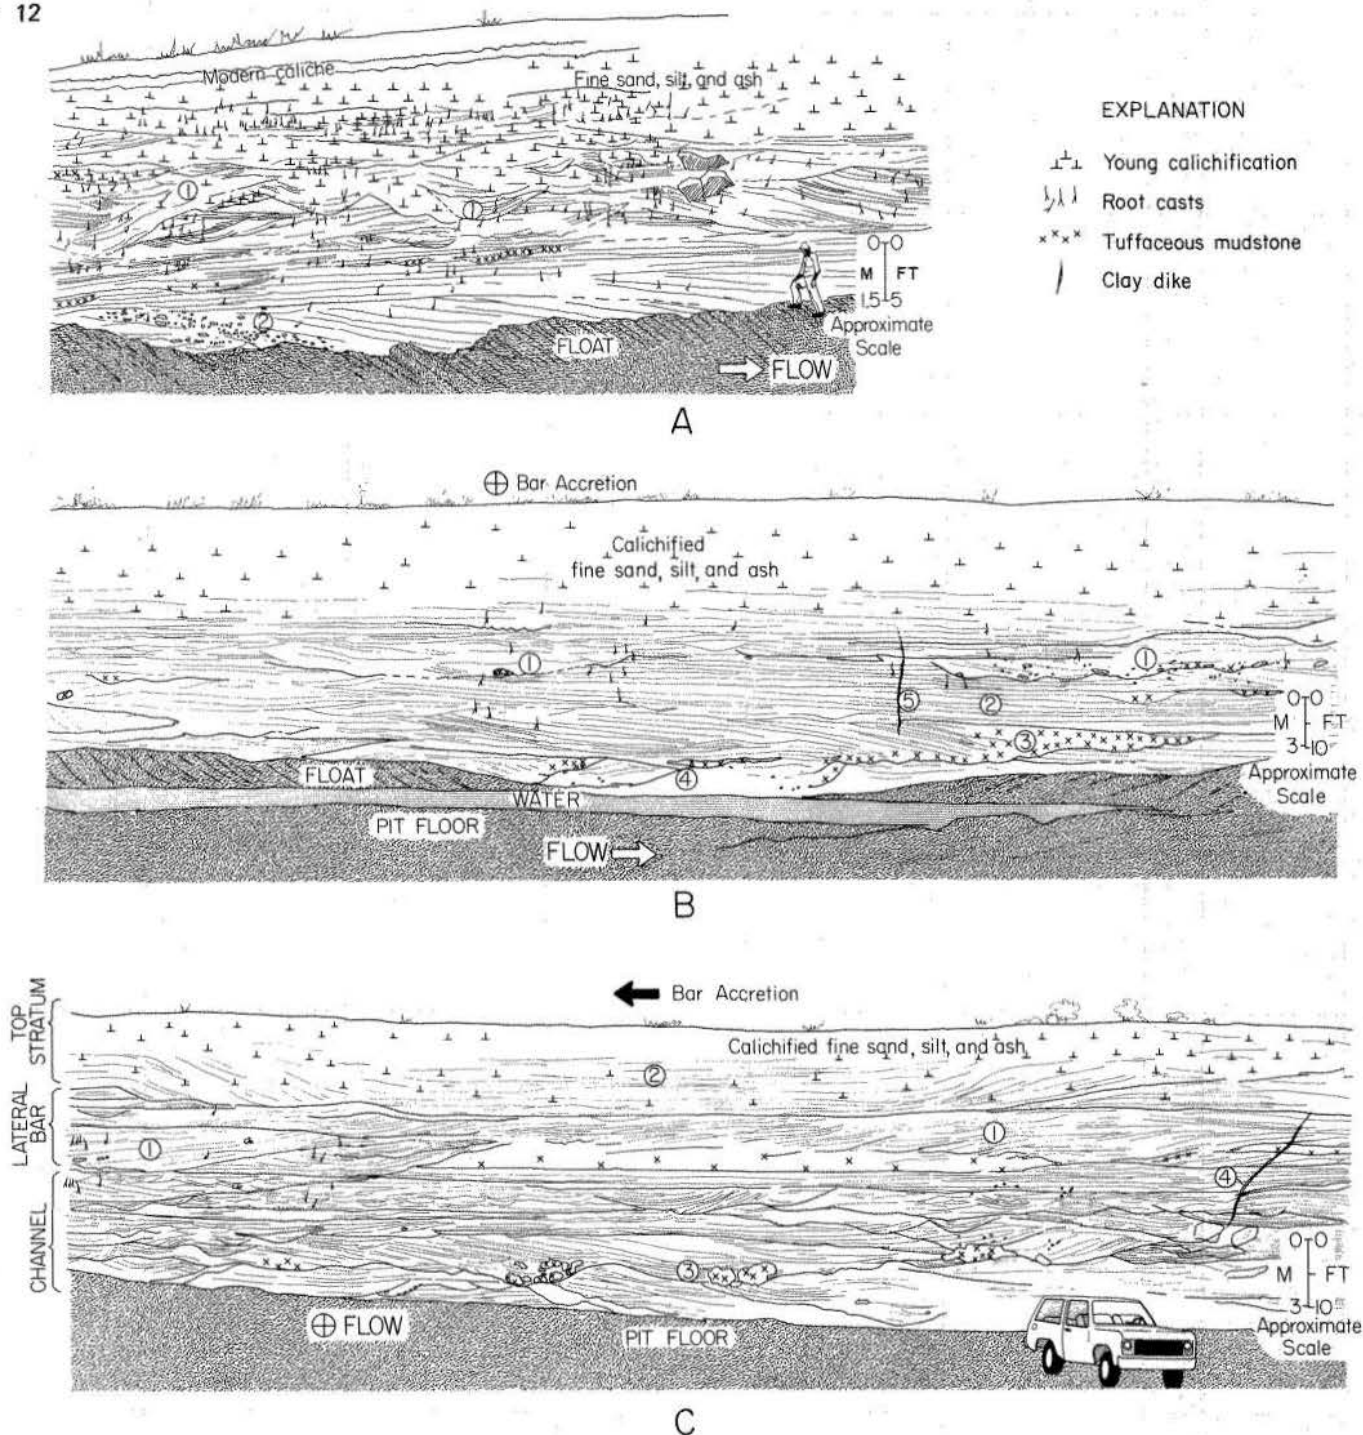 12
Modern caliche
Fine sand, silt, and ash
EXPLANATION
Young calichification
Root casts
Tuffaceous mudstone
Clay dike
①
①
②
0 0
M FT
1.5 5
Approximate
Scale
FLOAT
FLOW
A
Bar Accretion
Calichified
fine sand, silt, and ash
①
①
⑤
②
③
④
0 0
M FT
3 10
Approximate
Scale
FLOAT
WATER
PIT FLOOR
FLOW
B
Bar Accretion
TOP
STRATUM
LATERAL
BAR
CHANNEL
Calichified fine sand, silt, and ash
②
①
①
④
③
0 0
M FT
3 10
Approximate
Scale
FLOW
PIT FLOOR
C